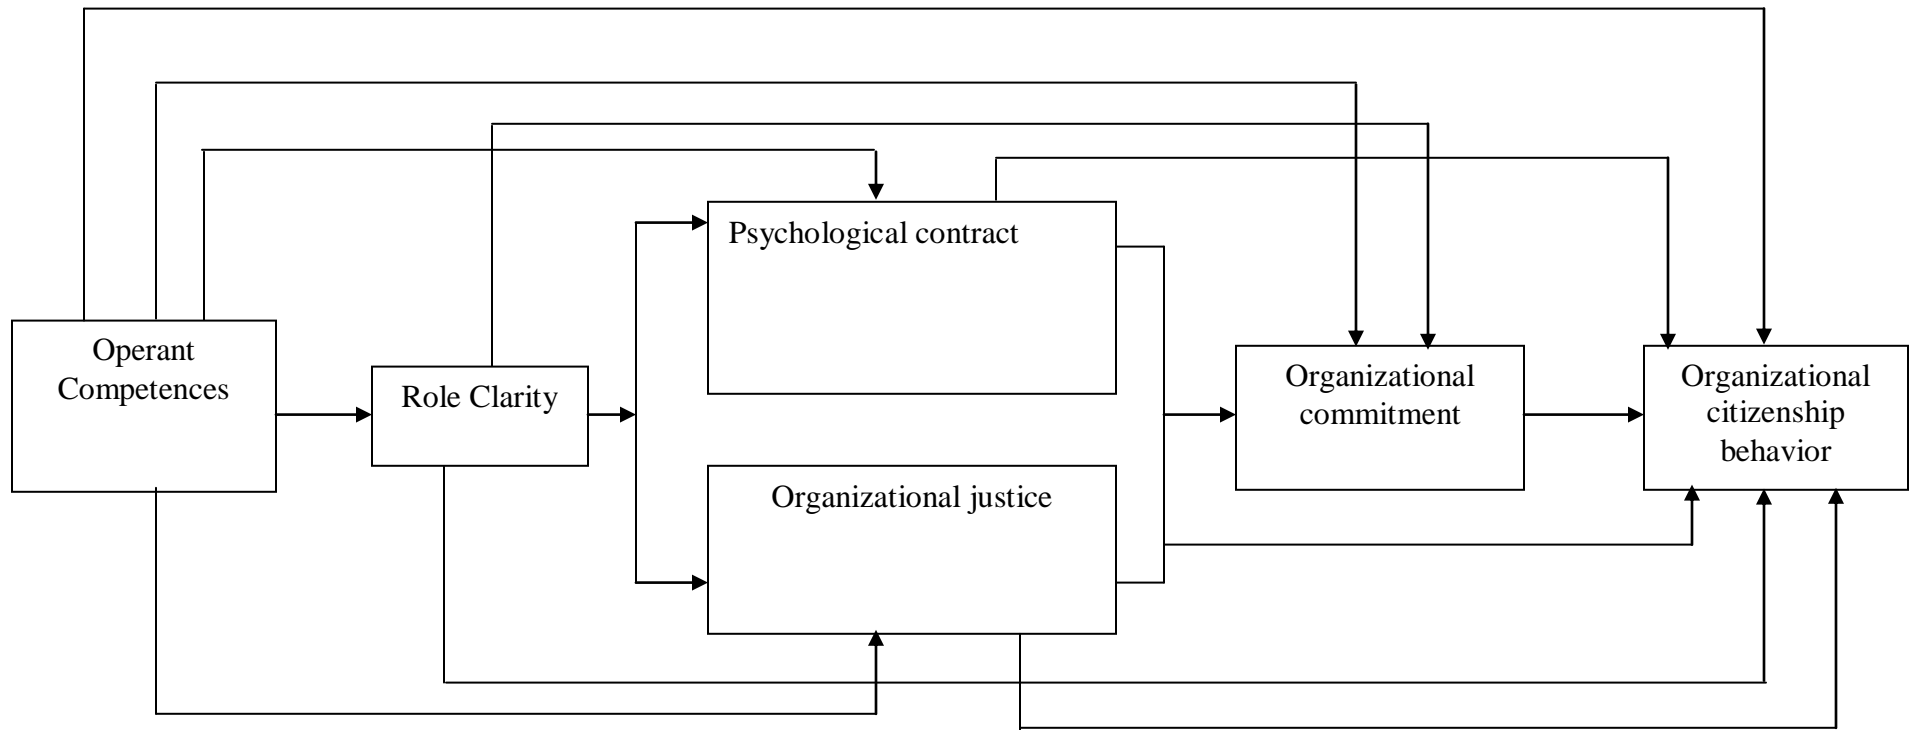 Operant
Competences
Role Clarity
Psychological contract
Organizational justice
Organizational
commitment
Organizational
citizenship
behavior